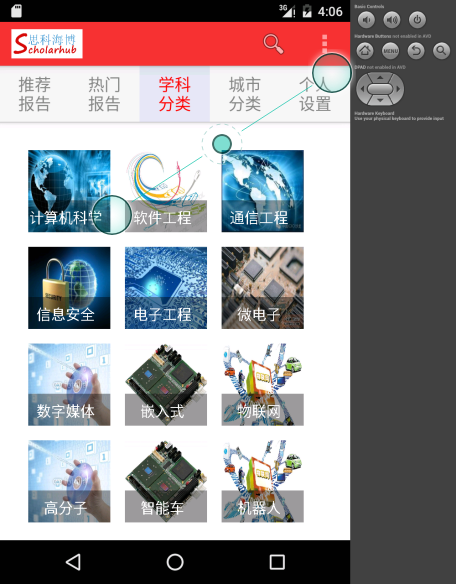 3G 4:06
Basic Controls
思科海博
Scholarhub
Hardware Buttons not enabled in AVD
MENU
DPAD not enabled in AVD
Hardware Keyboard
Use your physical keyboard to provide input
推荐 热门 学科 城市 个人
报告 报告 分类 分类 设置
计算机科学 软件工程 通信工程
信息安全 电子工程 微电子
数字媒体 嵌入式 物联网
高分子 智能车 机器人